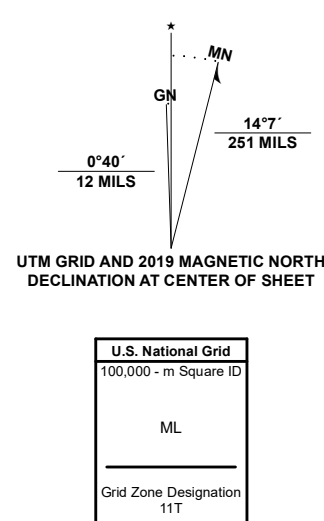 MN
GN
14°7´
251 MILS
0°40´
12 MILS
UTM GRID AND 2019 MAGNETIC NORTH
DECLINATION AT CENTER OF SHEET
U.S. National Grid
100,000 - m Square ID
ML
Grid Zone Designation
11T